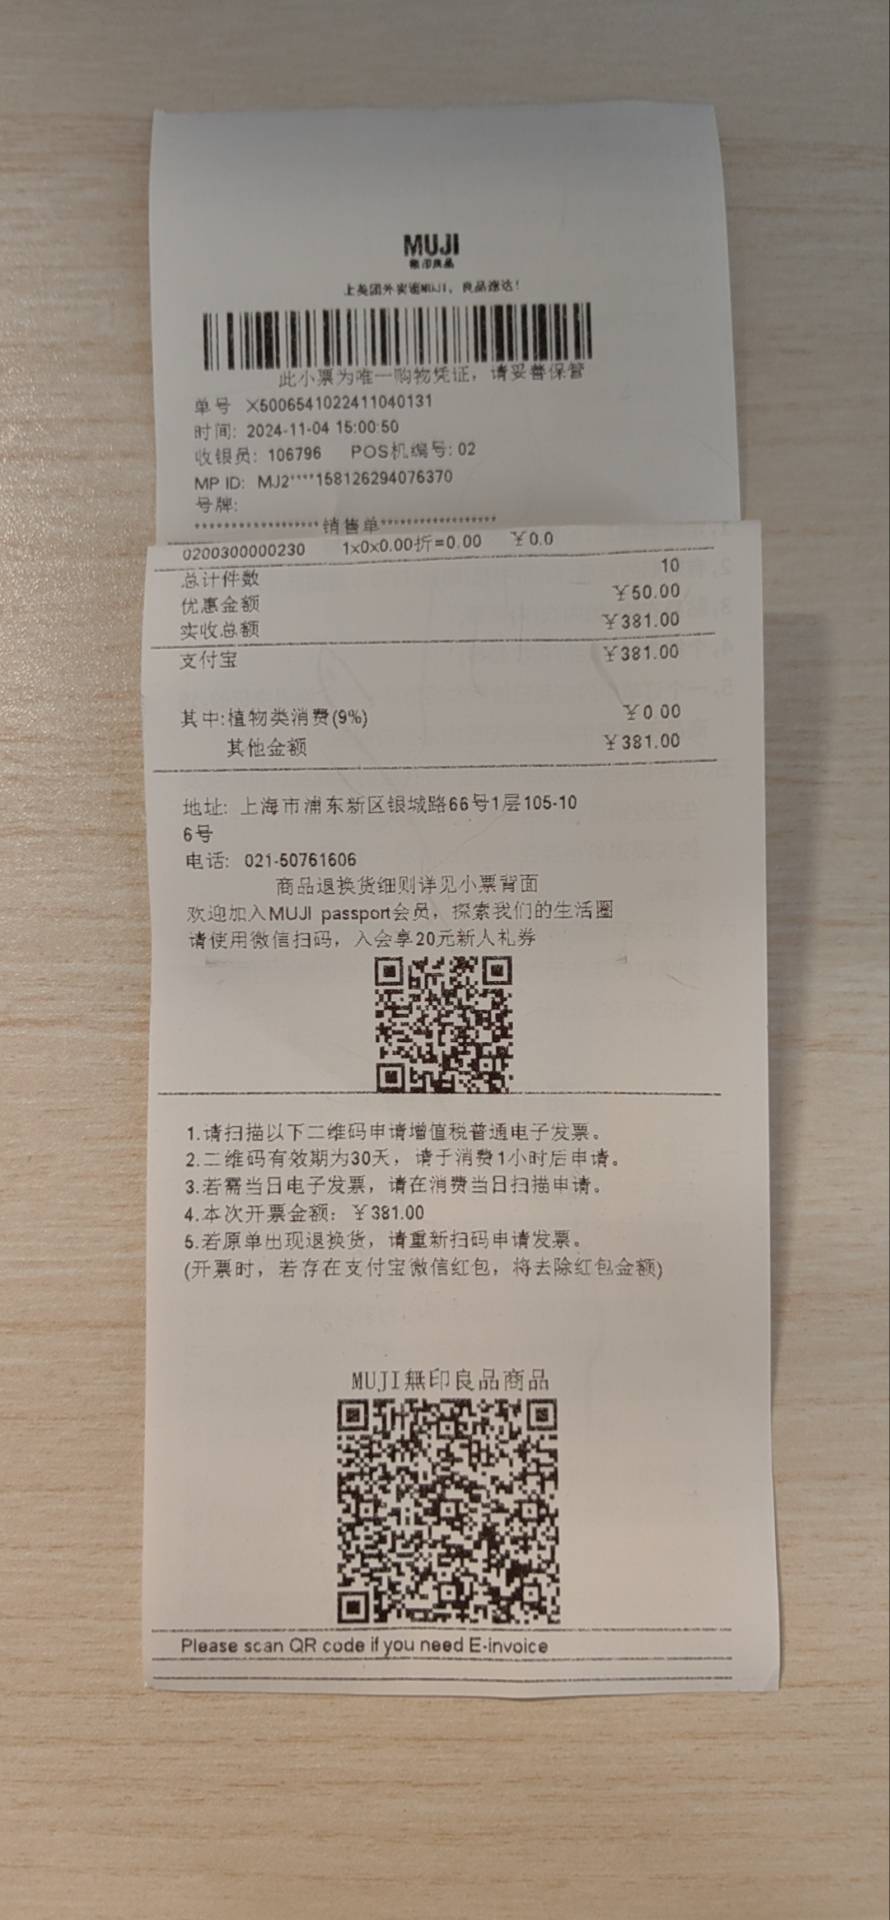 MUJI
無印良品
上美团外卖逛MUJI，良品速达！
此小票为唯一购物凭证，请妥善保管
单号 X5006541022411040131
时间: 2024-11-04 15:00:50
收银员: 106796 POS机编号: 02
MP ID: MJ2****158126294076370
号牌:
******************销售单*****************
0200300000230 1x0x0.00折=0.00 ¥0.0
总计件数 10
优惠金额 ¥50.00
实收总额 ¥381.00
支付宝 ¥381.00
其中:植物类消费(9%) ¥0.00
其他金额 ¥381.00
地址: 上海市浦东新区银城路66号1层105-10
6号
电话: 021-50761606
商品退换货细则详见小票背面
欢迎加入MUJI passport会员，探索我们的生活圈
请使用微信扫码，入会享20元新人礼券
1.请扫描以下二维码申请增值税普通电子发票。
2.二维码有效期为30天，请于消费1小时后申请。
3.若需当日电子发票，请在消费当日扫描申请。
4.本次开票金额: ¥381.00
5.若原单出现退换货，请重新扫码申请发票。
(开票时，若存在支付宝微信红包，将去除红包金额)
MUJI無印良品商品
Please scan QR code if you need E-invoice